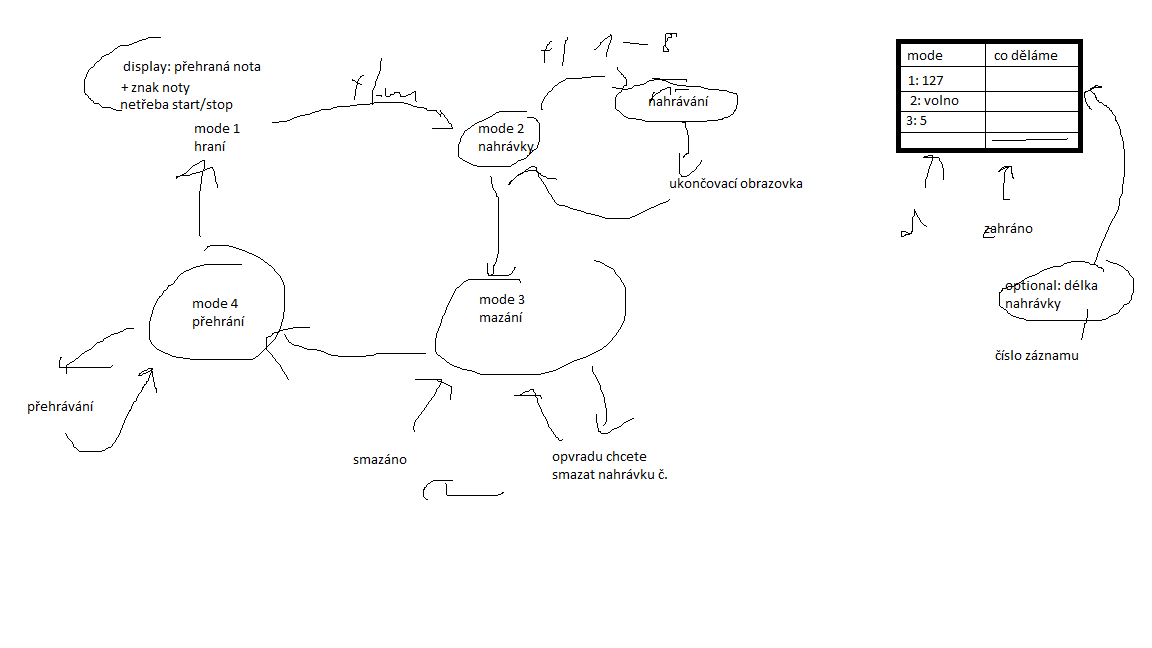 display: přehraná nota
+ znak noty
netřeba start/stop
mode 1
hraní
mode 2
nahrávky
1 – 8
nahrávání
ukončovací obrazovka
mode 3
mazání
mode 4
přehrání
přehrávání
smazáno
opvradu chcete
smazat nahrávku č.
mode co děláme
1: 127
2: volno
3: 5
zahráno
optional: délka
nahrávky
číslo záznamu